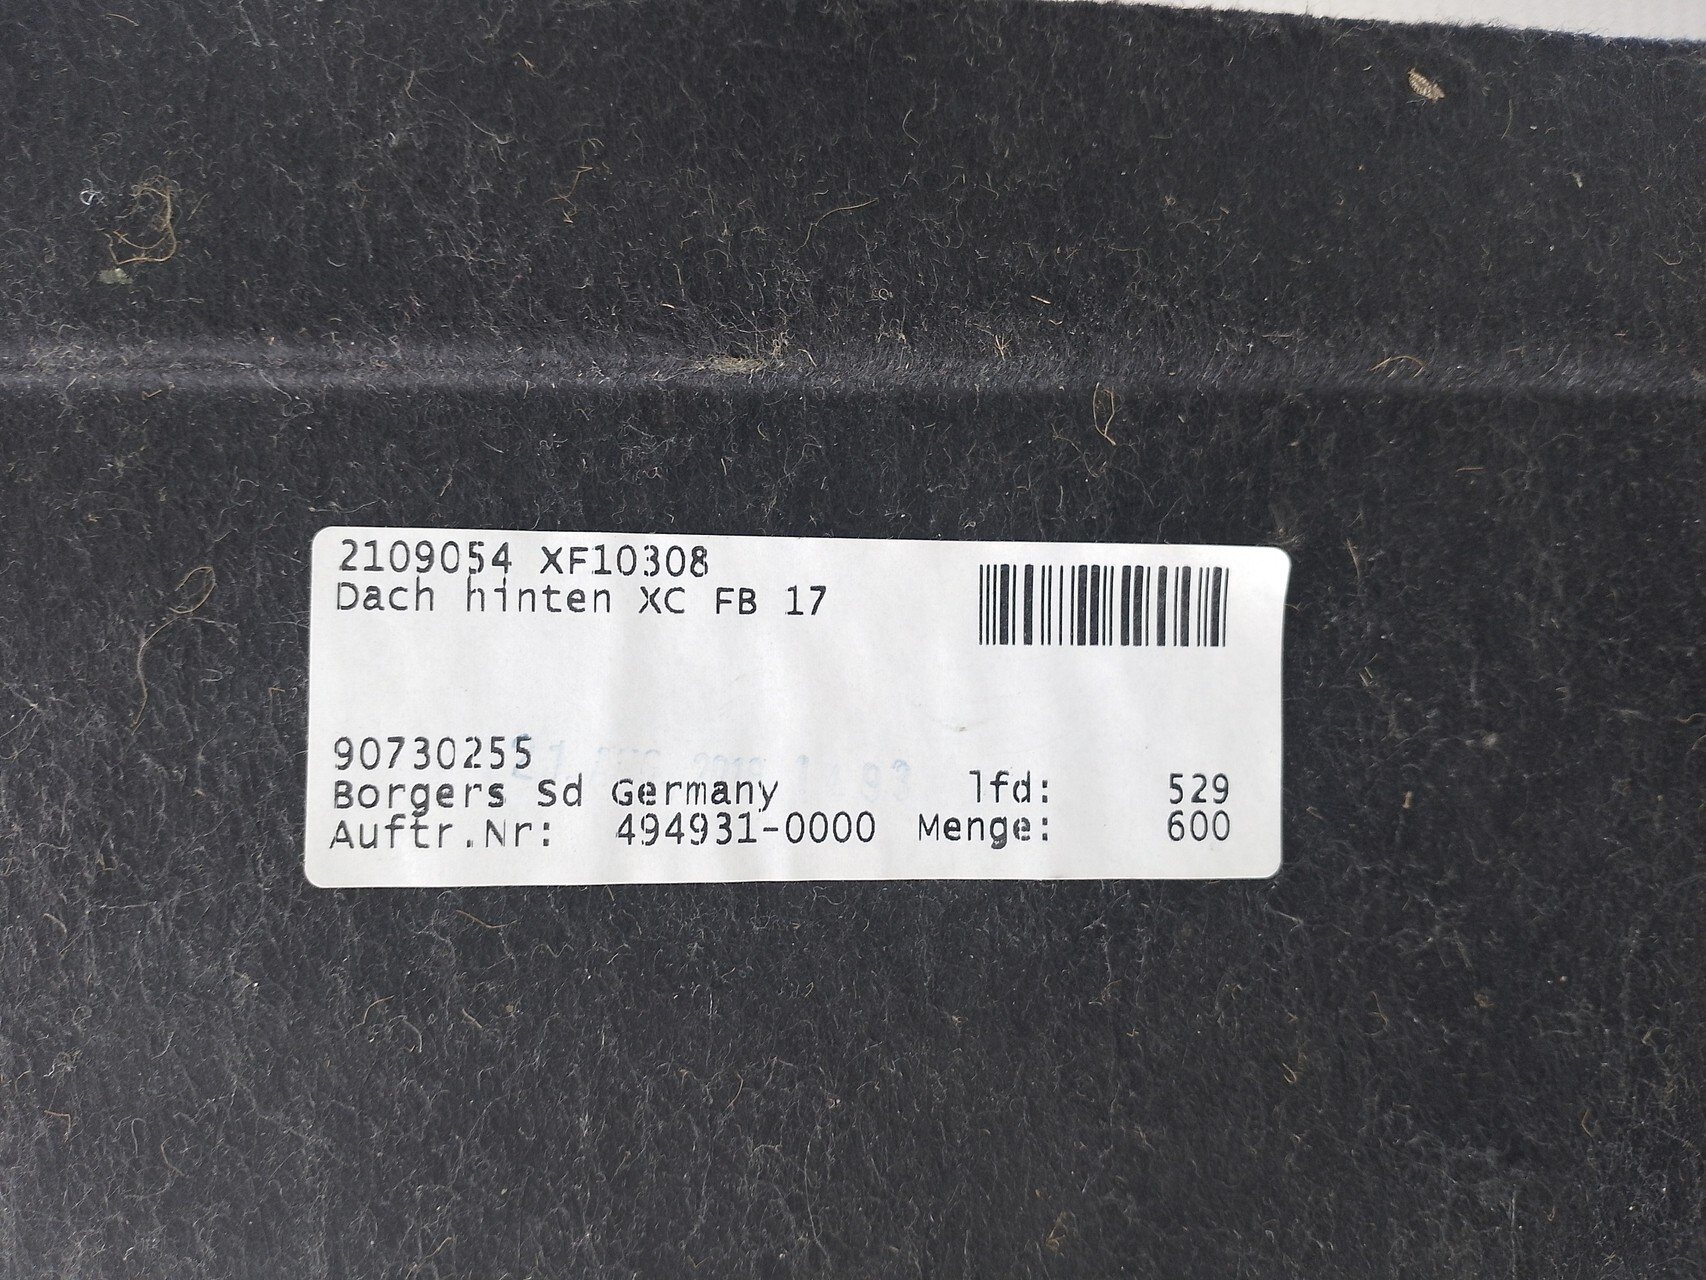 2109054 XF10308
Dach hinten XC FB 17
90730255
Borgers Sd Germany lfd: 529
Auftr.Nr: 494931-0000 Menge: 600